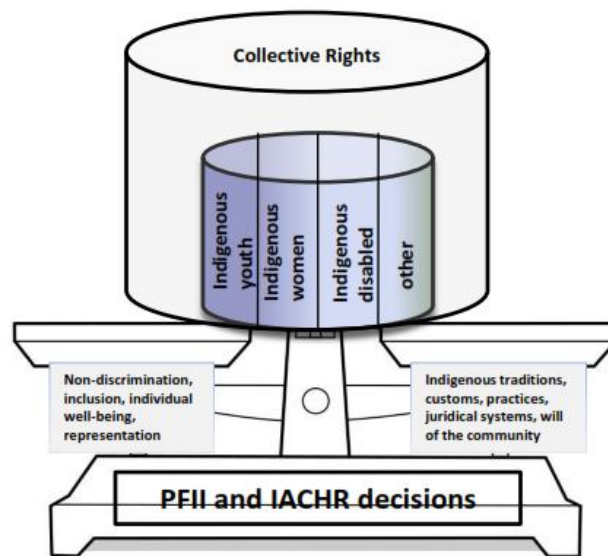 Collective Rights
Indigenous
youth
Indigenous
women
Indigenous
disabled
other
Non-discrimination,
inclusion, individual
well-being,
representation
Indigenous traditions,
customs, practices,
juridical systems, will
of the community
PFII and IACHR decisions